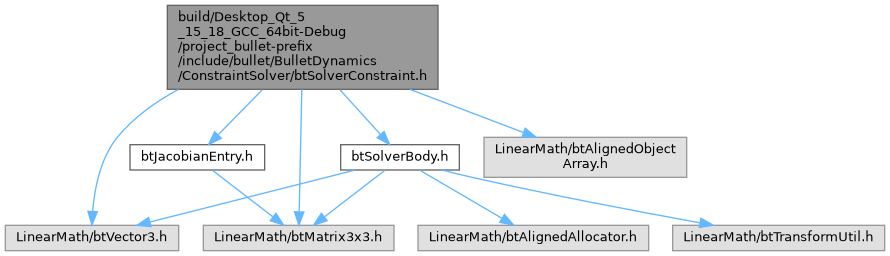 build/Desktop_Qt_5
_15_18_GCC_64bit-Debug
/project_bullet-prefix
/include/bullet/BulletDynamics
/ConstraintSolver/btSolverConstraint.h
btJacobianEntry.h
btSolverBody.h
LinearMath/btAlignedObject
Array.h
LinearMath/btVector3.h
LinearMath/btMatrix3x3.h
LinearMath/btAlignedAllocator.h
LinearMath/btTransformUtil.h